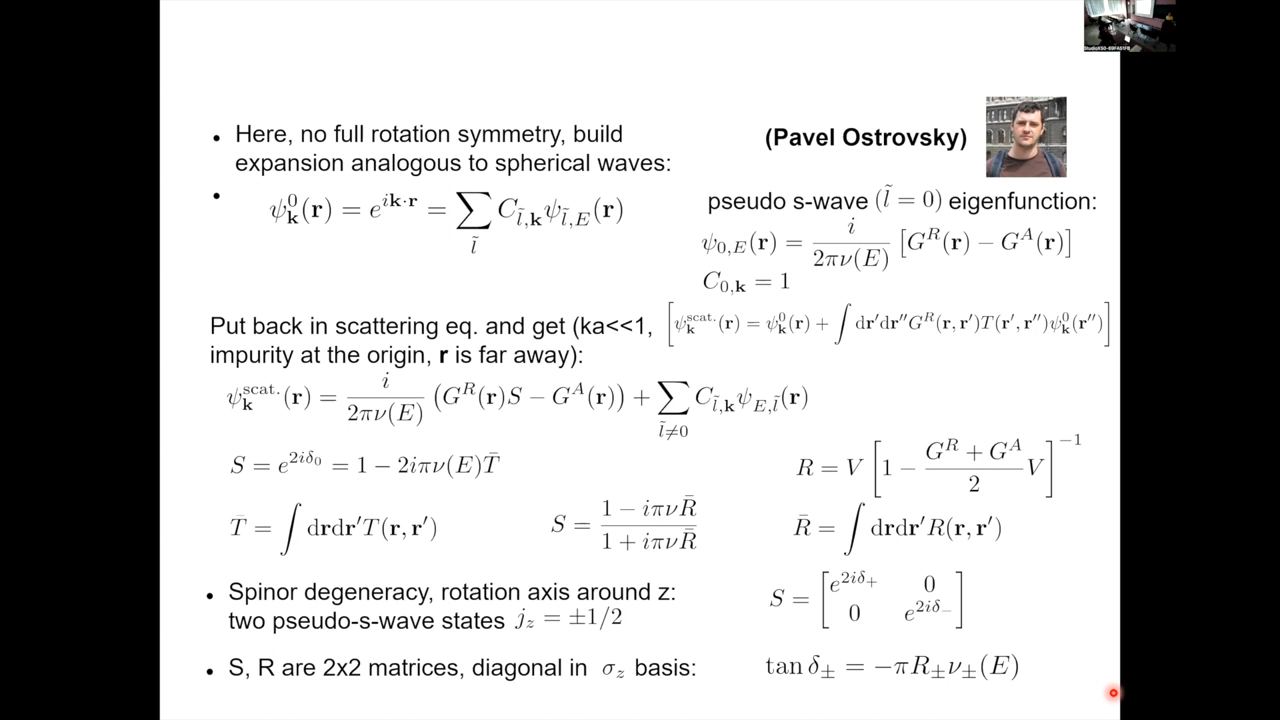 • Here, no full rotation symmetry, build
expansion analogous to spherical waves:
(Pavel Ostrovsky)
• ψ⁰_𝐤(𝐫) = e^{i𝐤·𝐫} = ∑_{l̃} C_{l̃,𝐤} ψ_{l̃,E}(𝐫)
pseudo s-wave (l̃ = 0) eigenfunction:
ψ_{0,E}(𝐫) = i/(2πν(E)) [G^R(𝐫) − G^A(𝐫)]
C_{0,𝐤} = 1
Put back in scattering eq. and get (ka<<1,
impurity at the origin, r is far away):
[ψ_𝐤^{scat.}(𝐫) = ψ⁰_𝐤(𝐫) + ∫ d𝐫′d𝐫″G^R(𝐫, 𝐫′)T(𝐫′, 𝐫″)ψ⁰_𝐤(𝐫″)]
ψ_𝐤^{scat.}(𝐫) = i/(2πν(E)) (G^R(𝐫)S − G^A(𝐫)) + ∑_{l̃≠0} C_{l̃,𝐤} ψ_{E,l̃}(𝐫)
S = e^{2iδ₀} = 1 − 2iπν(E)T̄
R = V [1 − (G^R + G^A)/2 V]^{−1}
T̄ = ∫ d𝐫d𝐫′T(𝐫, 𝐫′)
S = (1 − iπνR̄)/(1 + iπνR̄)
R̄ = ∫ d𝐫d𝐫′R(𝐫, 𝐫′)
• Spinor degeneracy, rotation axis around z:
two pseudo-s-wave states j_z = ±1/2
S = [e^{2iδ₊} 0
0 e^{2iδ₋}]
• S, R are 2x2 matrices, diagonal in σ_z basis:
tan δ_± = −πR_±ν_±(E)